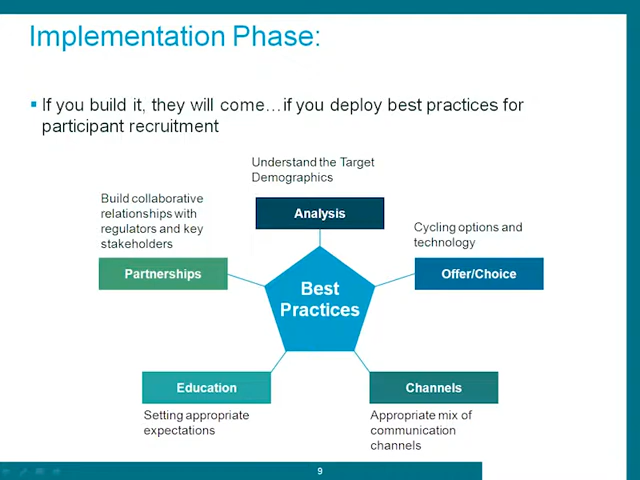 Implementation Phase:
If you build it, they will come…if you deploy best practices for
participant recruitment
Understand the Target
Demographics
Analysis
Build collaborative
relationships with
regulators and key
stakeholders
Partnerships
Cycling options and
technology
Offer/Choice
Best
Practices
Education
Setting appropriate
expectations
Channels
Appropriate mix of
communication
channels
9